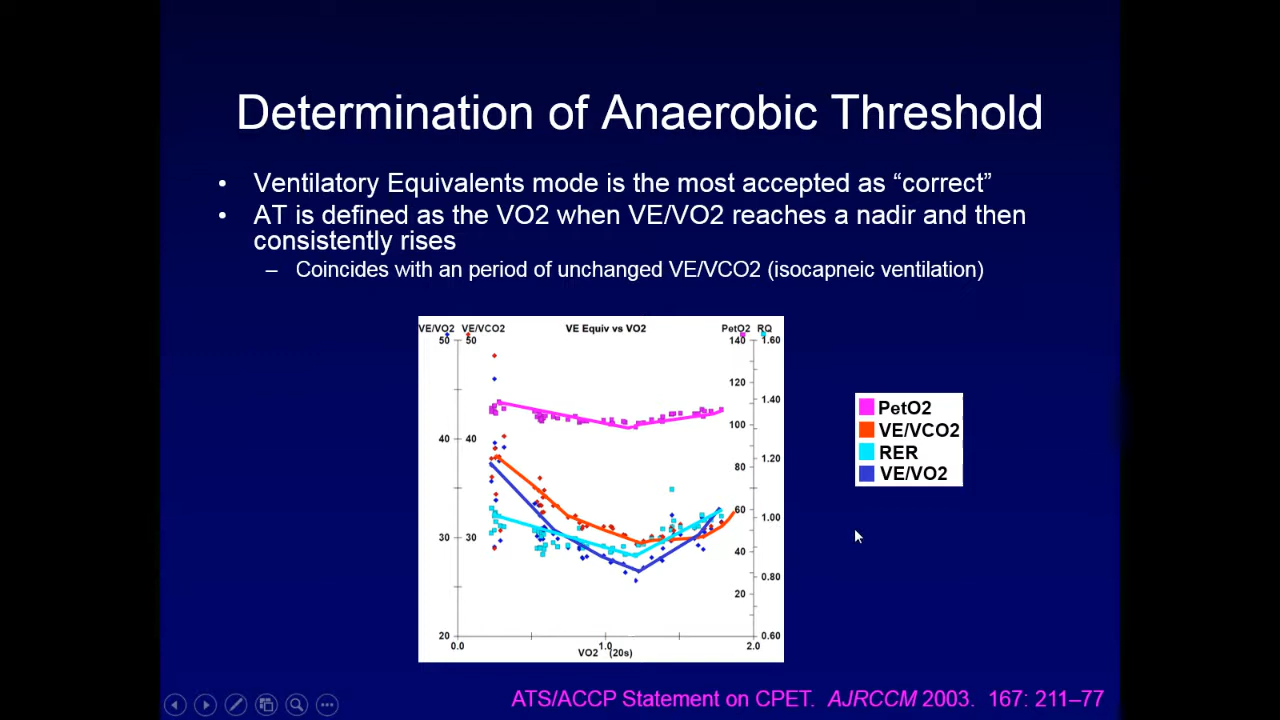 Determination of Anaerobic Threshold
• Ventilatory Equivalents mode is the most accepted as “correct”
• AT is defined as the VO2 when VE/VO2 reaches a nadir and then
consistently rises
– Coincides with an period of unchanged VE/VCO2 (isocapneic ventilation)
VE/VO2 VE/VCO2 VE Equiv vs VO2 PetO2 RQ
50 50 140 1.60
120
1.40
40 40 100
1.20
80
60 1.00
30 30
40
0.80
20
20 0.60
0.0 1.0 2.0
VO2 (20s)
PetO2
VE/VCO2
RER
VE/VO2
ATS/ACCP Statement on CPET. AJRCCM 2003. 167: 211–77